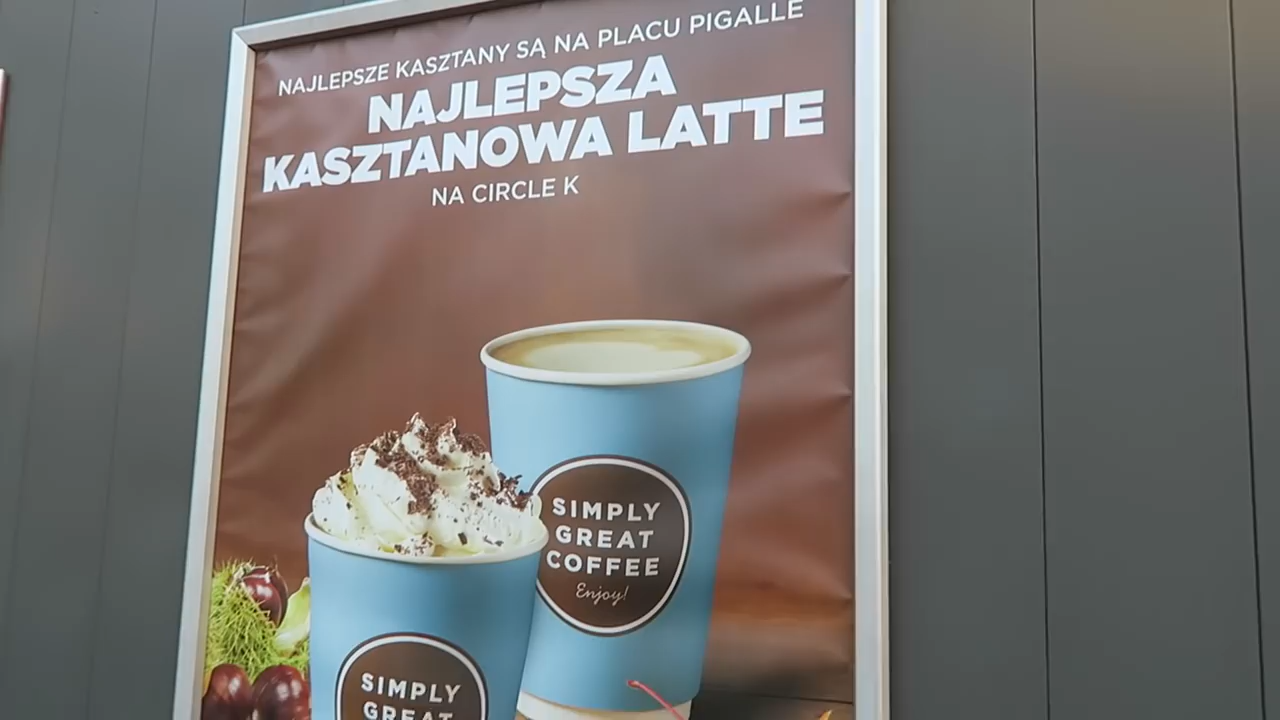 NAJLEPSZE KASZTANY SĄ NA PLACU PIGALLE
NAJLEPSZA
KASZTANOWA LATTE
NA CIRCLE K
SIMPLY
GREAT
COFFEE
Enjoy!
SIMPLY
GREAT